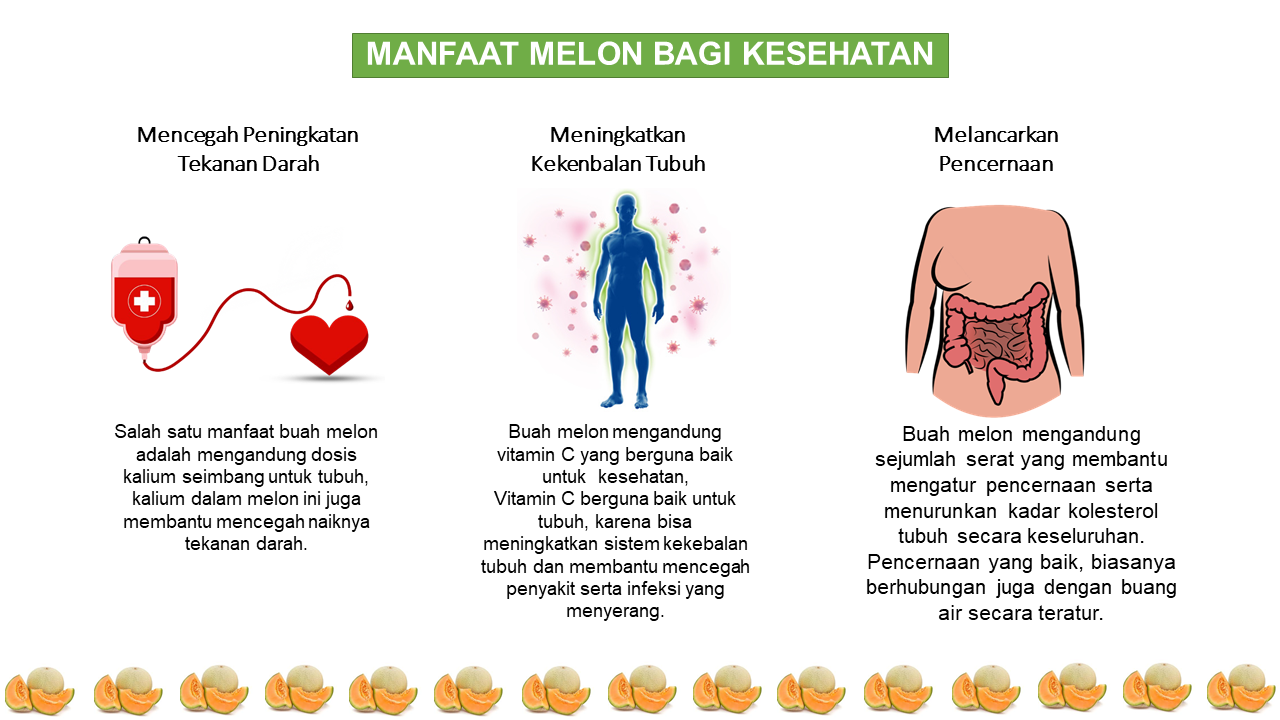 MANFAAT MELON BAGI KESEHATAN
Mencegah Peningkatan
Tekanan Darah
Salah satu manfaat buah melon
adalah mengandung dosis
kalium seimbang untuk tubuh,
kalium dalam melon ini juga
membantu mencegah naiknya
tekanan darah.
Meningkatkan
Kekenbalan Tubuh
Buah melon mengandung
vitamin C yang berguna baik
untuk kesehatan,
Vitamin C berguna baik untuk
tubuh, karena bisa
meningkatkan sistem kekebalan
tubuh dan membantu mencegah
penyakit serta infeksi yang
menyerang.
Melancarkan
Pencernaan
Buah melon mengandung
sejumlah serat yang membantu
mengatur pencernaan serta
menurunkan kadar kolesterol
tubuh secara keseluruhan.
Pencernaan yang baik, biasanya
berhubungan juga dengan buang
air secara teratur.